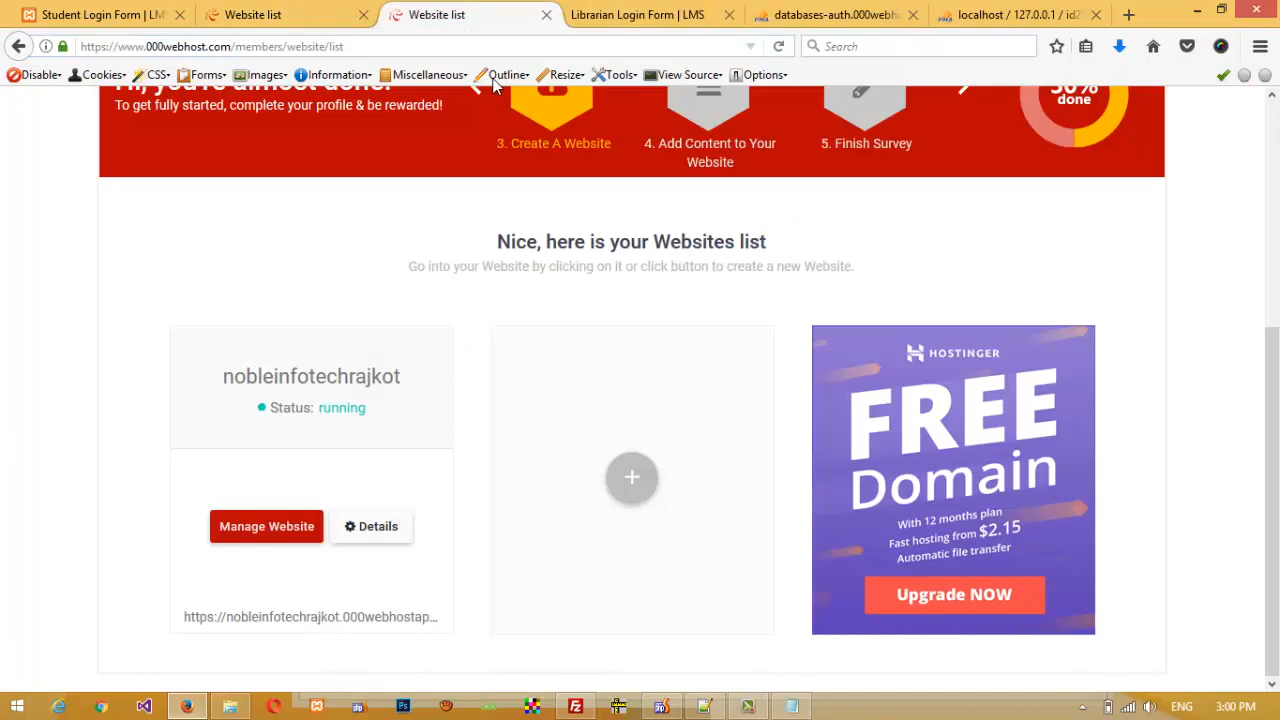 Student Login Form | LMS
Website list
Website list
Librarian Login Form | LMS
databases-auth.000webh
localhost / 127.0.0.1 / id2
https://www.000webhost.com/members/website/list
Search
Disable
Cookies
CSS
Forms
Images
Information
Miscellaneous
Outline
Resize
Tools
View Source
Options
Hi, you're almost done!
To get fully started, complete your profile & be rewarded!
3. Create A Website
4. Add Content to Your
Website
5. Finish Survey
50%
done
Nice, here is your Websites list
Go into your Website by clicking on it or click button to create a new Website.
nobleinfotechrajkot
Status: running
Manage Website
Details
https://nobleinfotechrajkot.000webhostap...
HOSTINGER
FREE
Domain
With 12 months plan
Fast hosting from $2.15
Automatic file transfer
Upgrade NOW
3:00 PM